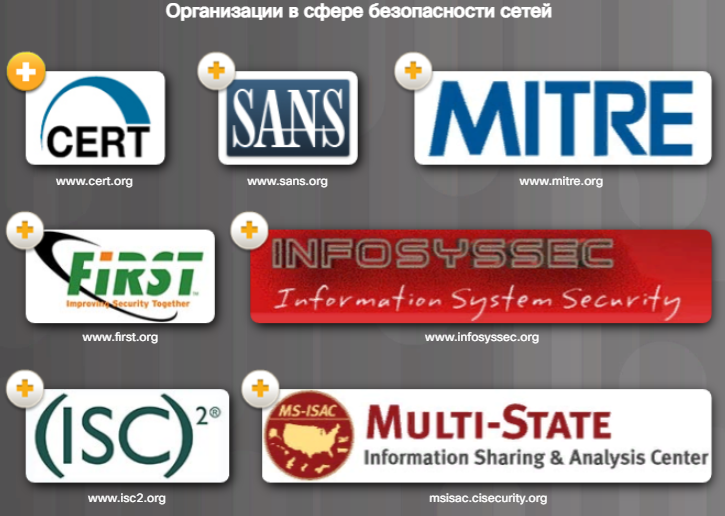 Организации в сфере безопасности сетей
CERT
SANS
MITRE
www.cert.org
www.sans.org
www.mitre.org
FiRST
Improving Security Together
INFOSYSSEC
Information System Security
www.first.org
www.infosyssec.org
(ISC)²®
MS-ISAC
MULTI-STATE
Information Sharing & Analysis Center
www.isc2.org
msisac.cisecurity.org